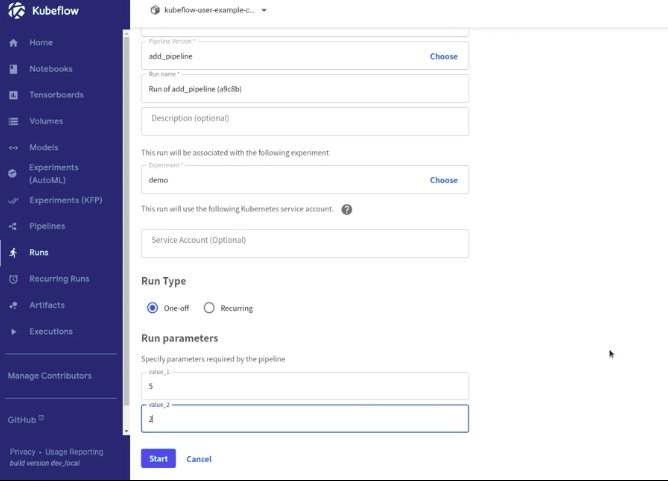 Kubeflow
kubeflow-user-example-c...
Home
Notebooks
Tensorboards
Volumes
Models
Experiments
(AutoML)
Experiments (KFP)
Pipelines
Runs
Recurring Runs
Artifacts
Executions
Manage Contributors
GitHub
Privacy • Usage Reporting
build version dev_local
Pipeline Version *
add_pipeline
Choose
Run name *
Run of add_pipeline (a9c8b)
Description (optional)
This run will be associated with the following experiment
Experiment *
demo
Choose
This run will use the following Kubernetes service account. ?
Service Account (Optional)
Run Type
One-off Recurring
Run parameters
Specify parameters required by the pipeline
value_1
5
value_2
2
Start Cancel